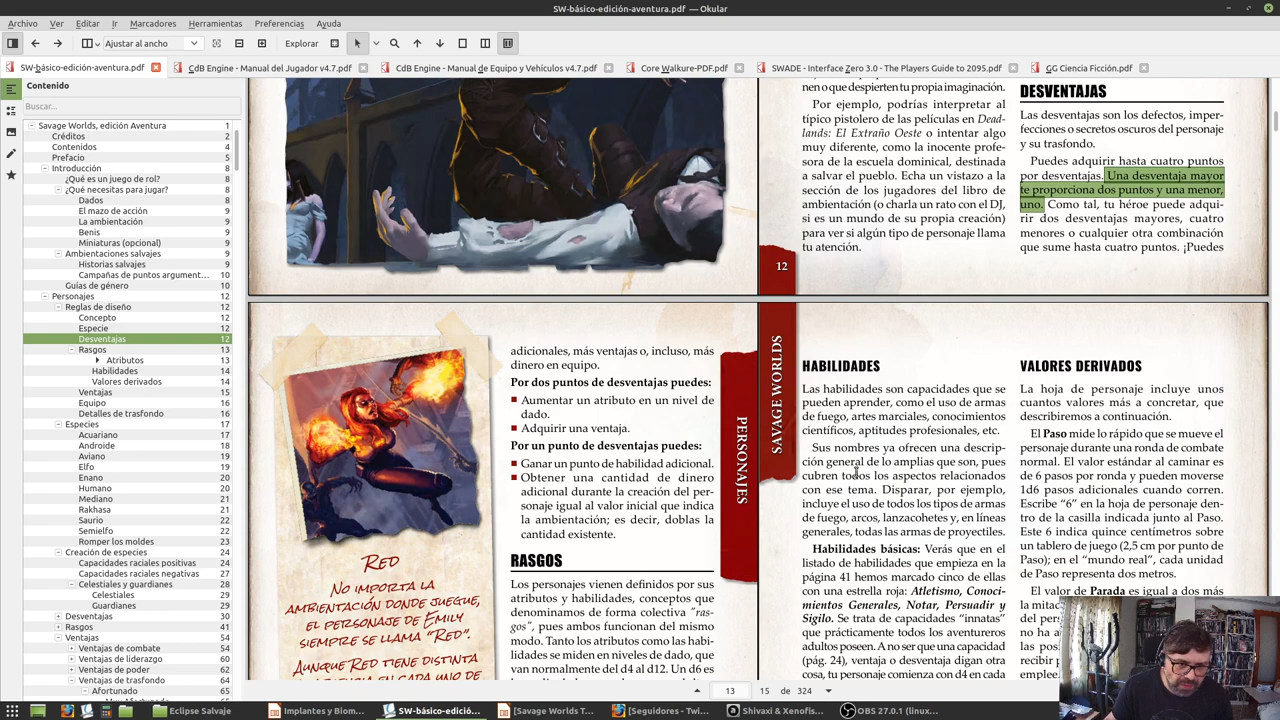 SW-básico-edición-aventura.pdf — Okular
Archivo Ver Editar Ir Marcadores Herramientas Preferencias Ayuda
Ajustar al ancho Explorar
SW-básico-edición-aventura.pdf CdB Engine - Manual del Jugador v4.7.pdf CdB Engine - Manual de Equipo y Vehículos v4.7.pdf Core Walkure-PDF.pdf SWADE - Interface Zero 3.0 - The Players Guide to 2095.pdf GG Ciencia Ficción.pdf
Contenido
Buscar...
Savage Worlds, edición Aventura 1
Créditos 2
Contenidos 4
Prefacio 5
Introducción 8
¿Qué es un juego de rol? 8
¿Qué necesitas para jugar? 8
Dados 8
El mazo de acción 9
La ambientación 9
Benis 9
Miniaturas (opcional) 9
Ambientaciones salvajes 9
Historias salvajes 9
Campañas de puntos argument... 10
Guías de género 10
Personajes 12
Reglas de diseño 12
Concepto 12
Especie 12
Desventajas 12
Rasgos 13
Atributos 13
Habilidades 14
Valores derivados 14
Ventajas 15
Equipo 16
Detalles de trasfondo 16
Especies 17
Acuariano 17
Androide 18
Aviano 19
Elfo 19
Enano 20
Humano 20
Mediano 21
Rakhasa 21
Saurio 22
Semielfo 22
Romper los moldes 23
Creación de especies 24
Capacidades raciales positivas 24
Capacidades raciales negativas 27
Celestiales y guardianes 28
Celestiales 29
Guardianes 29
Desventajas 30
Rasgos 41
Ventajas 54
Ventajas de combate 54
Ventajas de liderazgo 60
Ventajas de poder 62
Ventajas de trasfondo 64
Afortunado 65
nen o que despierten tu propia imaginación.
Por ejemplo, podrías interpretar al
típico pistolero de las películas en Dead-
lands: El Extraño Oeste o intentar algo
muy diferente, como la inocente profe-
sora de la escuela dominical, destinada
a salvar el pueblo. Echa un vistazo a la
sección de los jugadores del libro de
ambientación (o charla un rato con el DJ,
si es un mundo de su propia creación)
para ver si algún tipo de personaje llama
tu atención.
12
DESVENTAJAS
Las desventajas son los defectos, imper-
fecciones o secretos oscuros del personaje
y su trasfondo.
Puedes adquirir hasta cuatro puntos
por desventajas. Una desventaja mayor
te proporciona dos puntos y una menor,
uno. Como tal, tu héroe puede adqui-
rir dos desventajas mayores, cuatro
menores o cualquier otra combinación
que sume hasta cuatro puntos. ¡Puedes
RED
NO IMPORTA LA
AMBIENTACIÓN DONDE JUEGUE,
EL PERSONAJE DE EMILY
SIEMPRE SE LLAMA "RED".
AUNQUE RED TIENE DISTINTA
EN CADA UNO DE
adicionales, más ventajas o, incluso, más
dinero en equipo.
Por dos puntos de desventajas puedes:
Aumentar un atributo en un nivel de
dado.
Adquirir una ventaja.
Por un punto de desventajas puedes:
Ganar un punto de habilidad adicional.
Obtener una cantidad de dinero
adicional durante la creación del per-
sonaje igual al valor inicial que indica
la ambientación; es decir, doblas la
cantidad existente.
RASGOS
Los personajes vienen definidos por sus
atributos y habilidades, conceptos que
denominamos de forma colectiva "ras-
gos", pues ambos funcionan del mismo
modo. Tanto los atributos como las habi-
lidades se miden en niveles de dado, que
van normalmente del d4 al d12. Un d6 es
PERSONAJES
SAVAGE WORLDS
HABILIDADES
Las habilidades son capacidades que se
pueden aprender, como el uso de armas
de fuego, artes marciales, conocimientos
científicos, aptitudes profesionales, etc.
Sus nombres ya ofrecen una descrip-
ción general de lo amplias que son, pues
cubren todos los aspectos relacionados
con ese tema. Disparar, por ejemplo,
incluye el uso de todos los tipos de armas
de fuego, arcos, lanzacohetes y, en líneas
generales, todas las armas de proyectiles.
Habilidades básicas: Verás que en el
listado de habilidades que empieza en la
página 41 hemos marcado cinco de ellas
con una estrella roja: Atletismo, Conoci-
mientos Generales, Notar, Persuadir y
Sigilo. Se trata de capacidades "innatas"
que prácticamente todos los aventureros
adultos poseen. A no ser que una capacidad
(pág. 24), ventaja o desventaja digan otra
cosa, tu personaje comienza con d4 en cada
VALORES DERIVADOS
La hoja de personaje incluye unos
cuantos valores más a concretar, que
describiremos a continuación.
El Paso mide lo rápido que se mueve el
personaje durante una ronda de combate
normal. El valor estándar al caminar es
de 6 pasos por ronda y pueden moverse
1d6 pasos adicionales cuando corren.
Escribe "6" en la hoja de personaje den-
tro de la casilla indicada junto al Paso.
Este 6 indica quince centímetros sobre
un tablero de juego (2,5 cm por punto de
Paso); en el "mundo real", cada unidad
de Paso representa dos metros.
El valor de Parada es igual a dos más
la mitad
del pers
no ha a
las pos
recibir p
emplee
13 15 de 324
Eclipse Salvaje Implantes y Biom... SW-básico-edició... [Savage Worlds T... [Seguidores - Twi... Shivaxi & Xenofis... OBS 27.0.1 (linux...